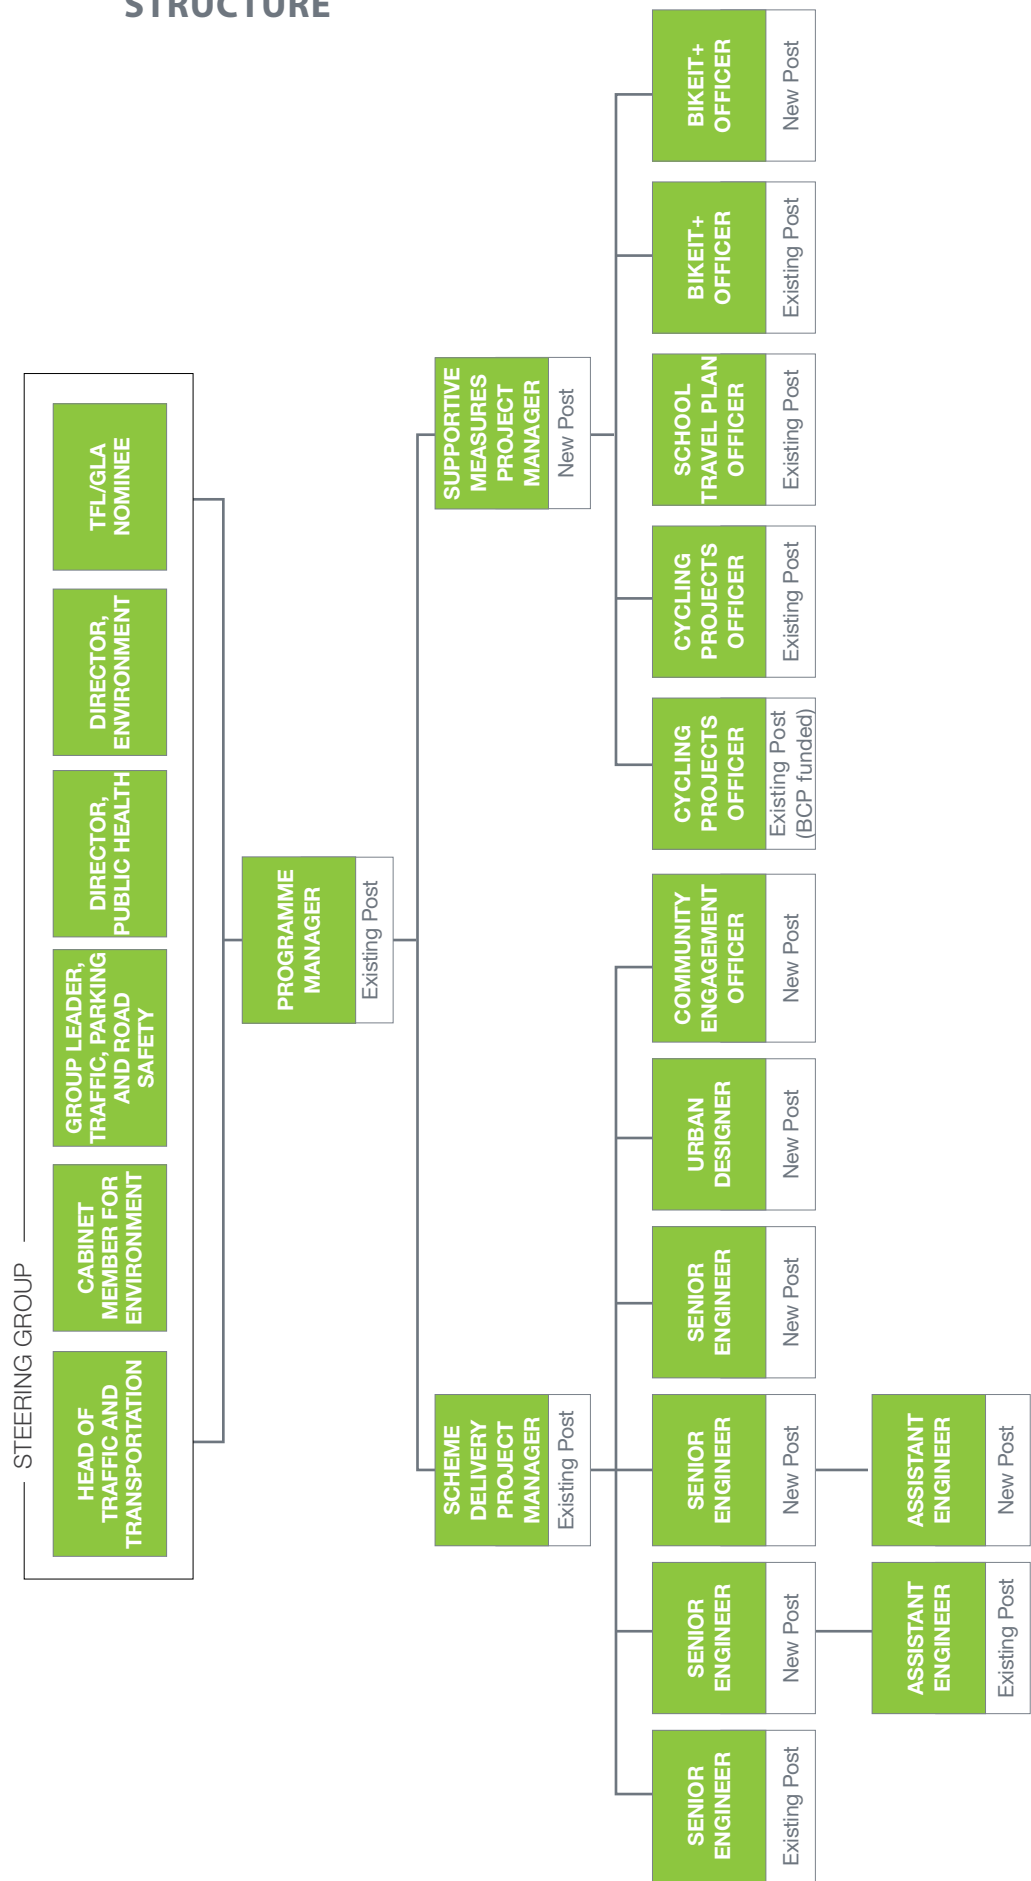 STRUCTURE
STEERING GROUP
HEAD OF
TRAFFIC AND
TRANSPORTATION
CABINET
MEMBER FOR
ENVIRONMENT
GROUP LEADER,
TRAFFIC, PARKING
AND ROAD
SAFETY
DIRECTOR,
PUBLIC HEALTH
DIRECTOR,
ENVIRONMENT
TFL/GLA
NOMINEE
PROGRAMME
MANAGER
Existing Post
SCHEME
DELIVERY
PROJECT
MANAGER
Existing Post
SUPPORTIVE
MEASURES
PROJECT
MANAGER
New Post
SENIOR
ENGINEER
Existing Post
SENIOR
ENGINEER
New Post
SENIOR
ENGINEER
New Post
SENIOR
ENGINEER
New Post
URBAN
DESIGNER
New Post
COMMUNITY
ENGAGEMENT
OFFICER
New Post
CYCLING
PROJECTS
OFFICER
Existing Post
(BCP funded)
CYCLING
PROJECTS
OFFICER
Existing Post
SCHOOL
TRAVEL PLAN
OFFICER
Existing Post
BIKEIT+
OFFICER
Existing Post
BIKEIT+
OFFICER
New Post
ASSISTANT
ENGINEER
Existing Post
ASSISTANT
ENGINEER
New Post